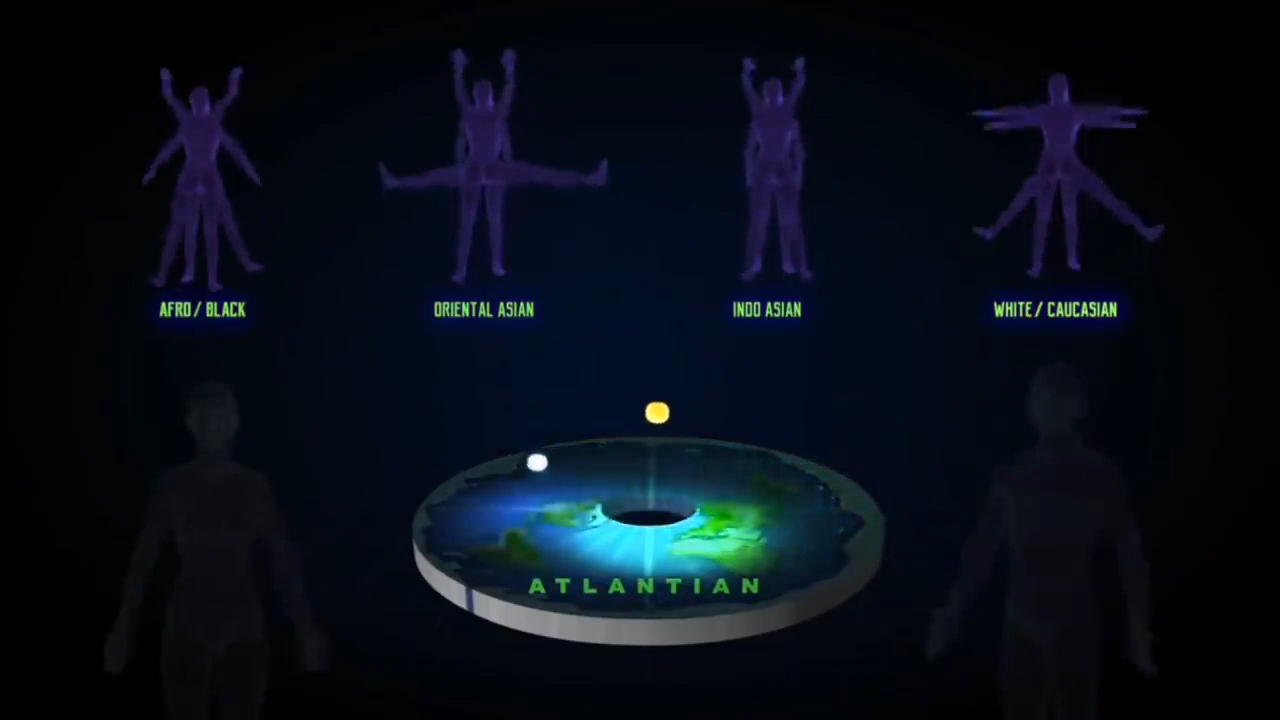 AFRO / BLACK
ORIENTAL ASIAN
INDO ASIAN
WHITE / CAUCASIAN
ATLANTIAN